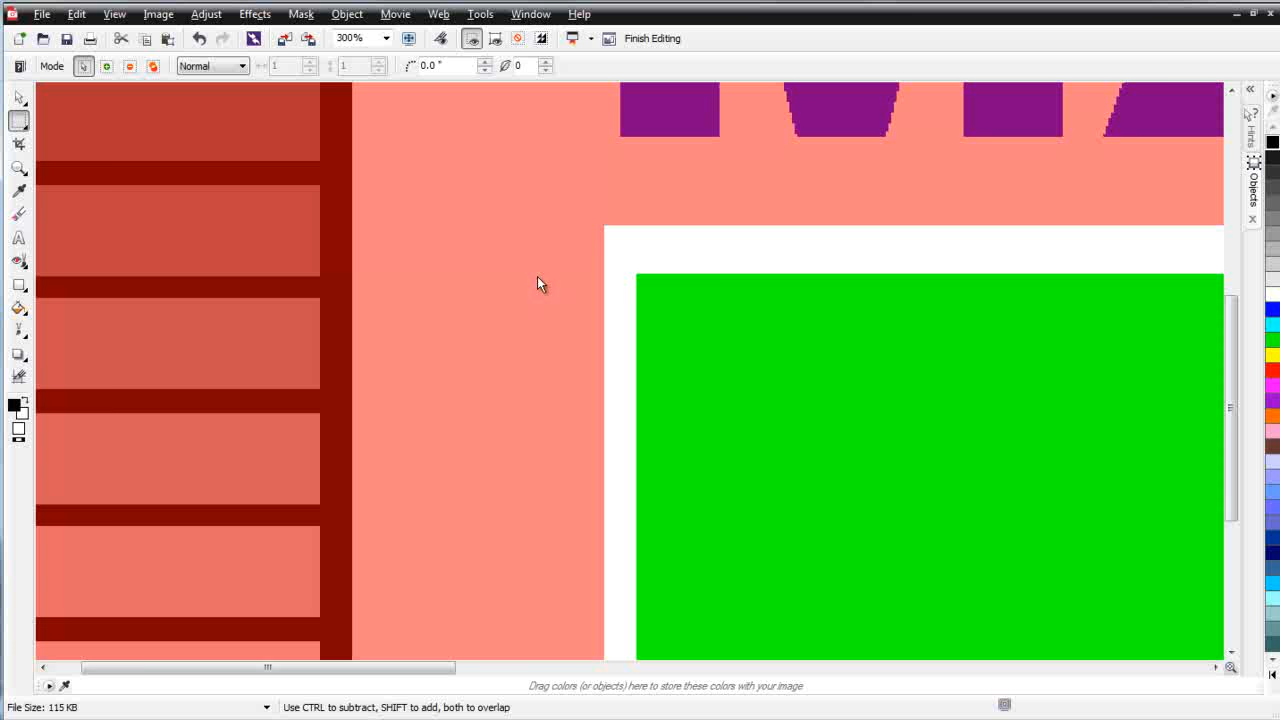 File Edit View Image Adjust Effects Mask Object Movie Web Tools Window Help
300% Finish Editing
Mode Normal 1 1 0.0 ° 0
Hints
Objects
Drag colors (or objects) here to store these colors with your image
File Size: 115 KB Use CTRL to subtract, SHIFT to add, both to overlap